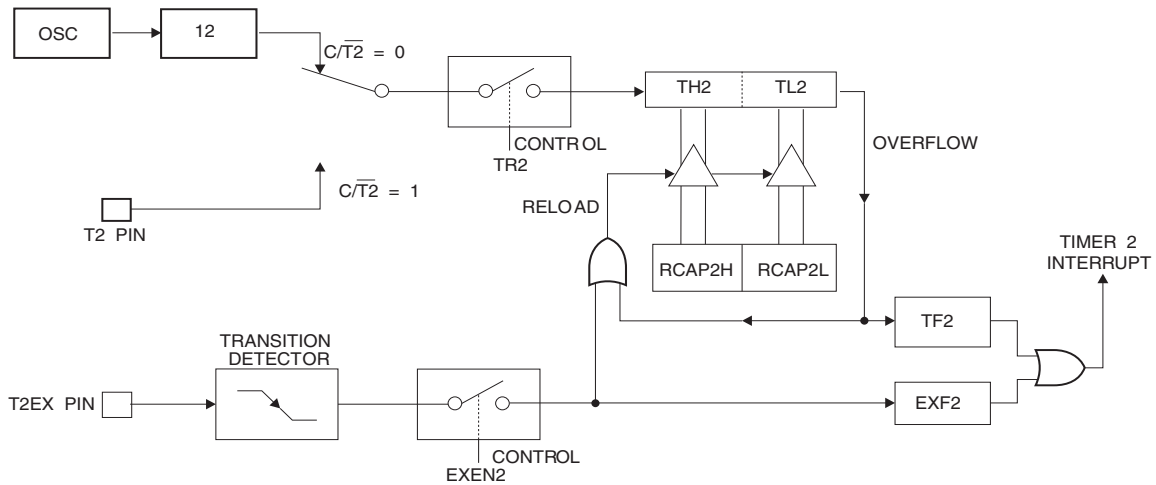 OSC
12
C/T2 = 0
TH2
TL2
CONTROL
TR2
OVERFLOW
C/T2 = 1
T2 PIN
RELOAD
RCAP2H
RCAP2L
TIMER 2
INTERRUPT
TF2
TRANSITION
DETECTOR
T2EX PIN
EXF2
CONTROL
EXEN2